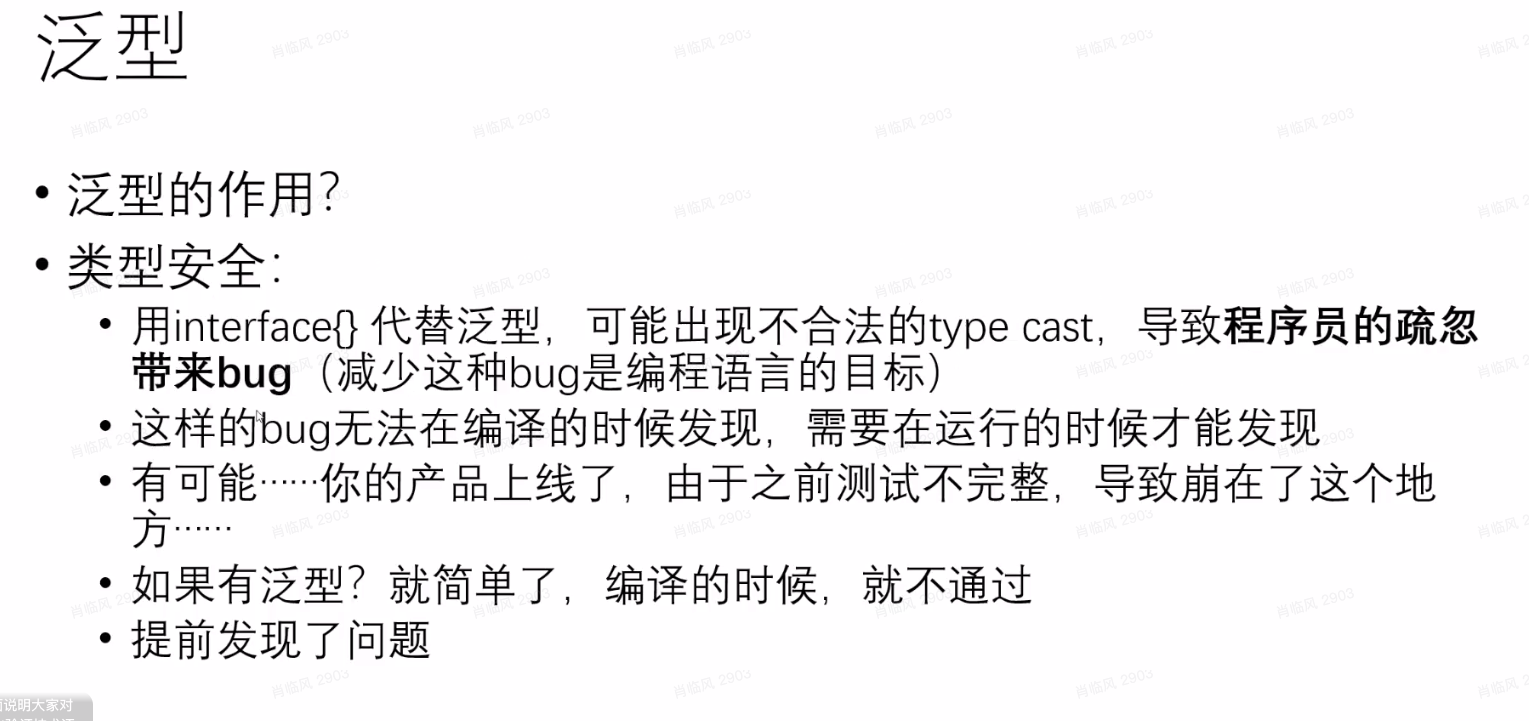 泛型
• 泛型的作用？
• 类型安全：
• 用interface{} 代替泛型，可能出现不合法的type cast，导致程序员的疏忽
带来bug（减少这种bug是编程语言的目标）
• 这样的bug无法在编译的时候发现，需要在运行的时候才能发现
• 有可能……你的产品上线了，由于之前测试不完整，导致崩在了这个地
方……
• 如果有泛型？就简单了，编译的时候，就不通过
• 提前发现了问题
肖临风 2903
说明大家对